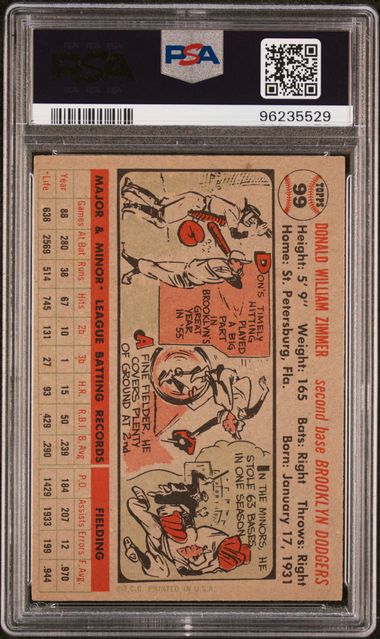 PSA
PSA
96235529
TOPPS
99
DONALD WILLIAM ZIMMER second base BROOKLYN DODGERS
Height: 5' 9" Weight: 165 Bats: Right Throws: Right
Home: St. Petersburg, Fla. Born: January 17, 1931
DON'S TIMELY
HITTING
PLAYED
A BIG
PART
IN
BROOKLYN'S
GREAT
YEAR IN
'55
A FINE FIELDER, HE
COVERS PLENTY
OF GROUND AT 2nd
IN THE MINORS, HE
STOLE 63 BASES
IN ONE SEASON
MAJOR & MINOR* LEAGUE BATTING RECORDS FIELDING
Games At Bat Runs Hits 2b 3b H.R. R.B.I. B. Avg. P.O. Assists Errors F. Avg.
Year 88 280 38 67 10 1 15 50 .239 184 207 12 .970
*Life 638 2569 514 745 131 27 93 429 .290 1429 1933 199 .944
©T.C.G. PRINTED IN U.S.A.